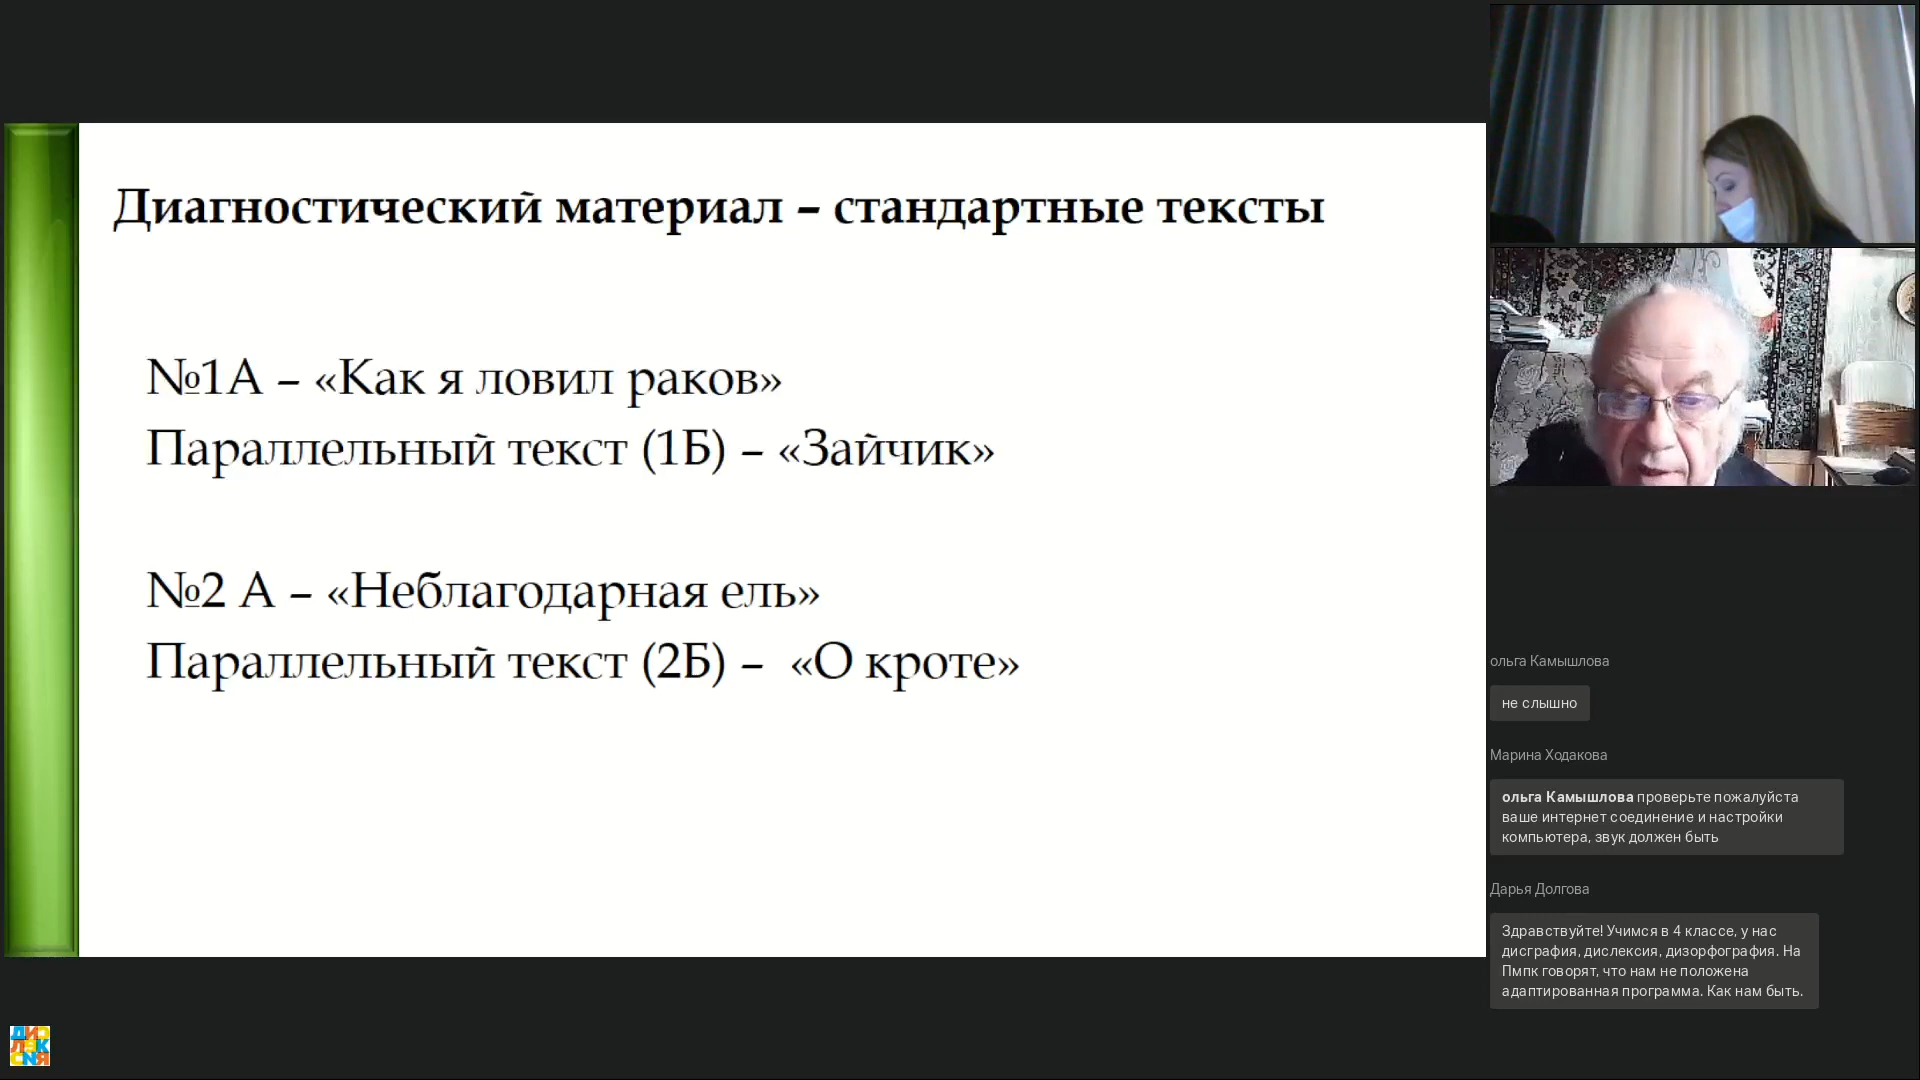 Диагностический материал – стандартные тексты
№1А – «Как я ловил раков»
Параллельный текст (1Б) – «Зайчик»
№2 А – «Неблагодарная ель»
Параллельный текст (2Б) – «О кроте»
ольга Камышлова
не слышно
Марина Ходакова
ольга Камышлова проверьте пожалуйста
ваше интернет соединение и настройки
компьютера, звук должен быть
Дарья Долгова
Здравствуйте! Учимся в 4 классе, у нас
дисграфия, дислексия, дизорфография. На
Пмпк говорят, что нам не положена
адаптированная программа. Как нам быть.
ДИС
ЛЕК
СИЯ